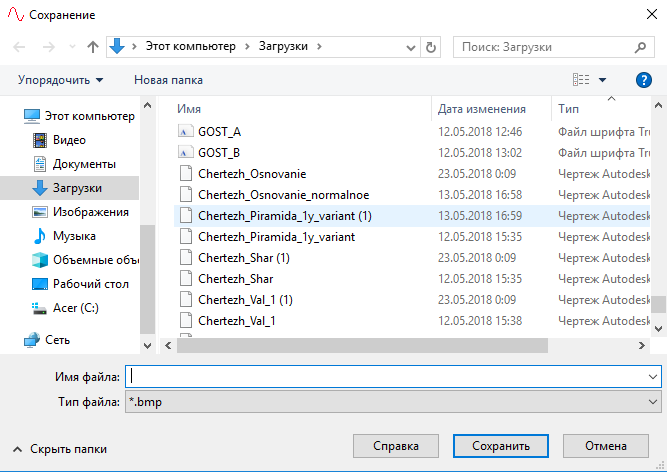 Сохранение
Этот компьютер › Загрузки ›
Поиск: Загрузки
Упорядочить
Новая папка
Этот компьютер
Видео
Документы
Загрузки
Изображения
Музыка
Объемные объе
Рабочий стол
Acer (C:)
Сеть
Имя Дата изменения Тип
GOST_A 12.05.2018 12:46 Файл шрифта Tru
GOST_B 12.05.2018 13:02 Файл шрифта Tru
Chertezh_Osnovanie 23.05.2018 0:09 Чертеж Autodesk
Chertezh_Osnovanie_normalnoe 13.05.2018 16:58 Чертеж Autodesk
Chertezh_Piramida_1y_variant (1) 13.05.2018 16:59 Чертеж Autodesk
Chertezh_Piramida_1y_variant 12.05.2018 15:35 Чертеж Autodesk
Chertezh_Shar (1) 23.05.2018 0:09 Чертеж Autodesk
Chertezh_Shar 12.05.2018 15:35 Чертеж Autodesk
Chertezh_Val_1 (1) 23.05.2018 0:09 Чертеж Autodesk
Chertezh_Val_1 12.05.2018 15:38 Чертеж Autodesk
Имя файла:
Тип файла: *.bmp
Скрыть папки
Справка
Сохранить
Отмена